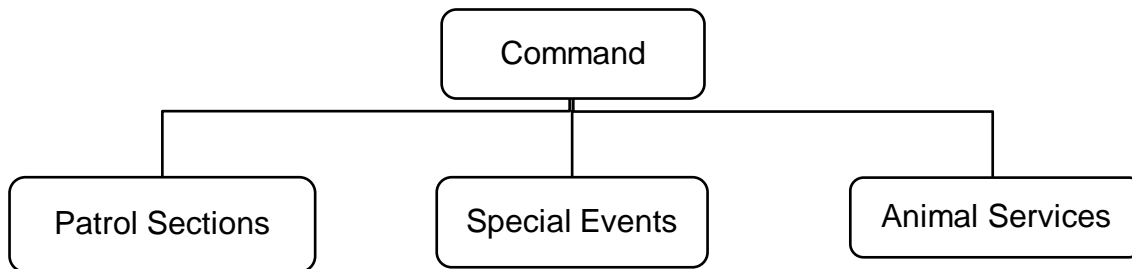 Command
Patrol Sections
Special Events
Animal Services